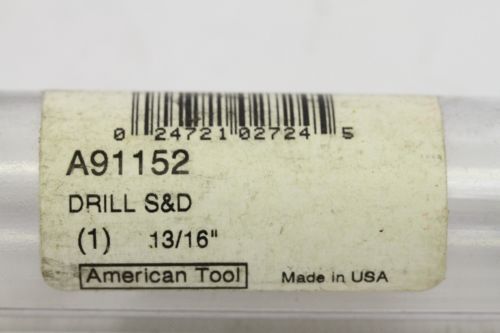 0 24721 02724 5
A91152
DRILL S&D
(1) 13/16"
American Tool Made in USA